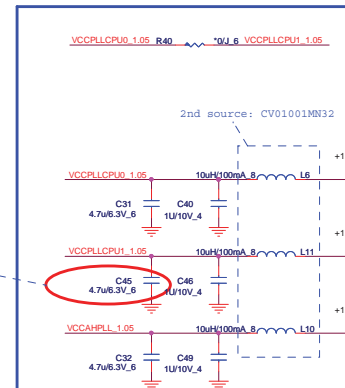 VCCPLLCPU0_1.05 R40 *0/J_6 VCCPLLCPU1_1.05
2nd source: CV01001MN32
+1
VCCPLLCPU0_1.05 10uH/100mA_8 L6
C31 C40
4.7u/6.3V_6 1U/10V_4
+1
VCCPLLCPU1_1.05 10uH/100mA_8 L11
C45 C46
4.7u/6.3V_6 1U/10V_4
+1
VCCAHPLL_1.05 10uH/100mA_8 L10
C32 C49
4.7u/6.3V_6 1U/10V_4